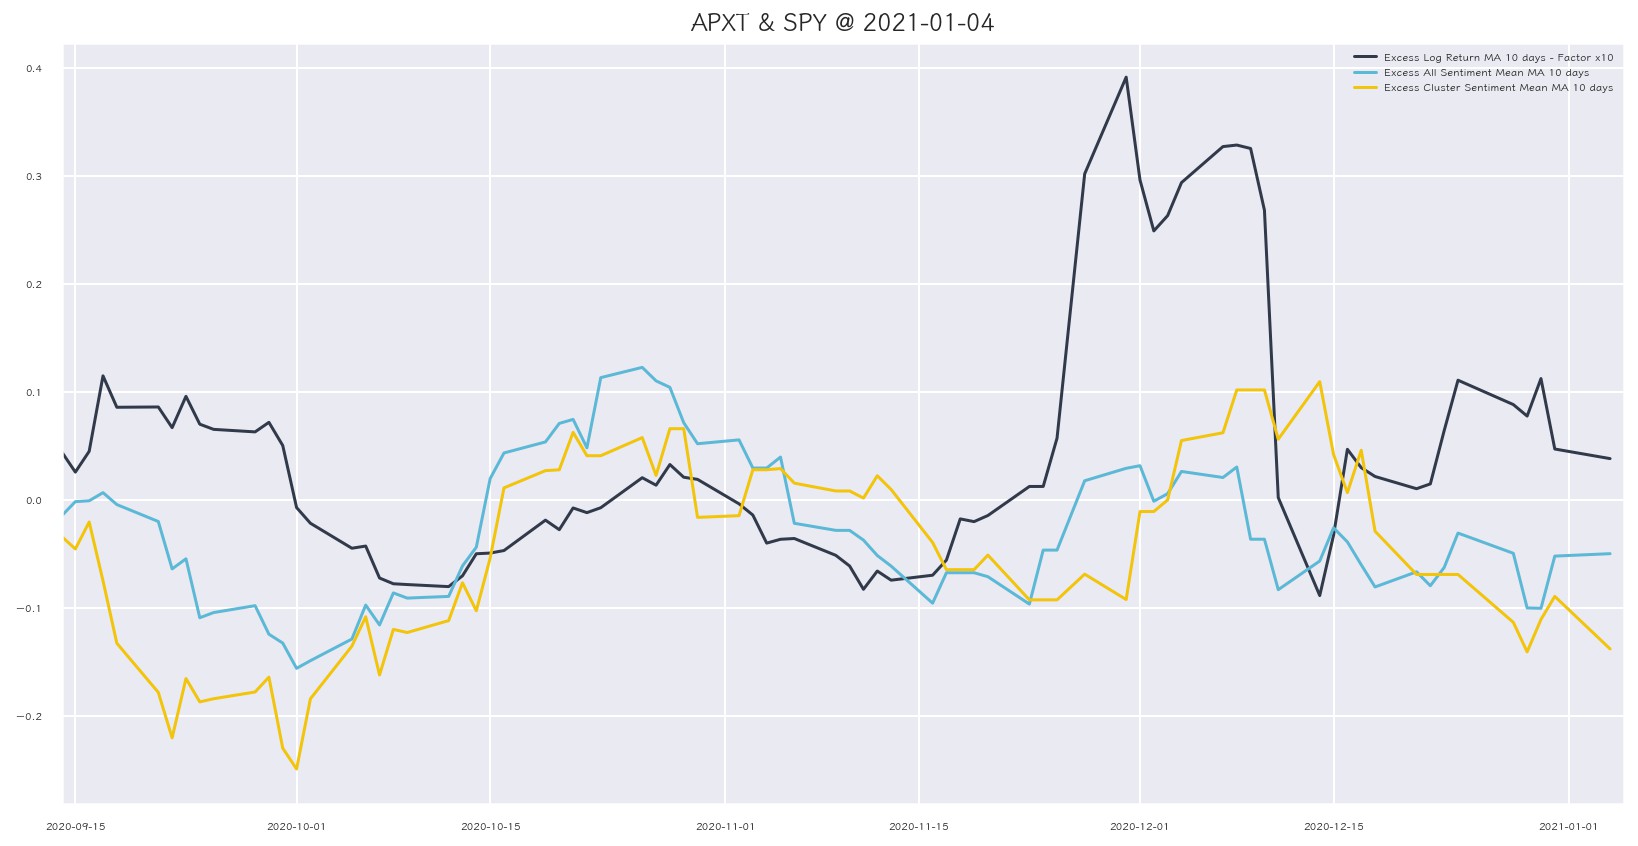 APXT & SPY @ 2021-01-04
Excess Log Return MA 10 days - Factor x10
Excess All Sentiment Mean MA 10 days
Excess Cluster Sentiment Mean MA 10 days
0.4
0.3
0.2
0.1
0.0
−0.1
−0.2
2020-09-15 2020-10-01 2020-10-15 2020-11-01 2020-11-15 2020-12-01 2020-12-15 2021-01-01